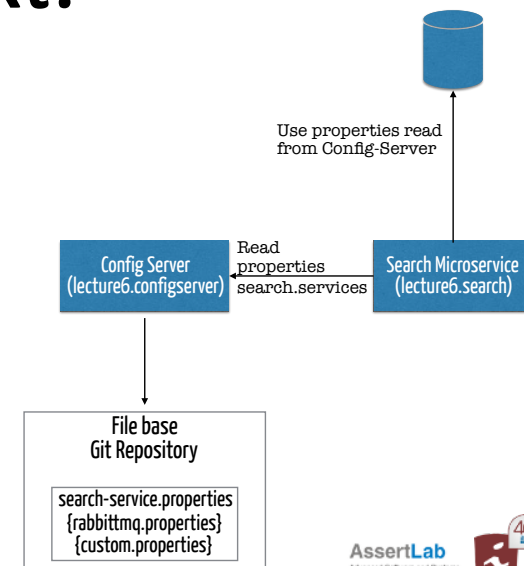 Use properties read
from Config-Server
Config Server
(lecture6.configserver)
Read
properties
search.services
Search Microservice
(lecture6.search)
File base
Git Repository
search-service.properties
{rabbittmq.properties}
{custom.properties}
AssertLab